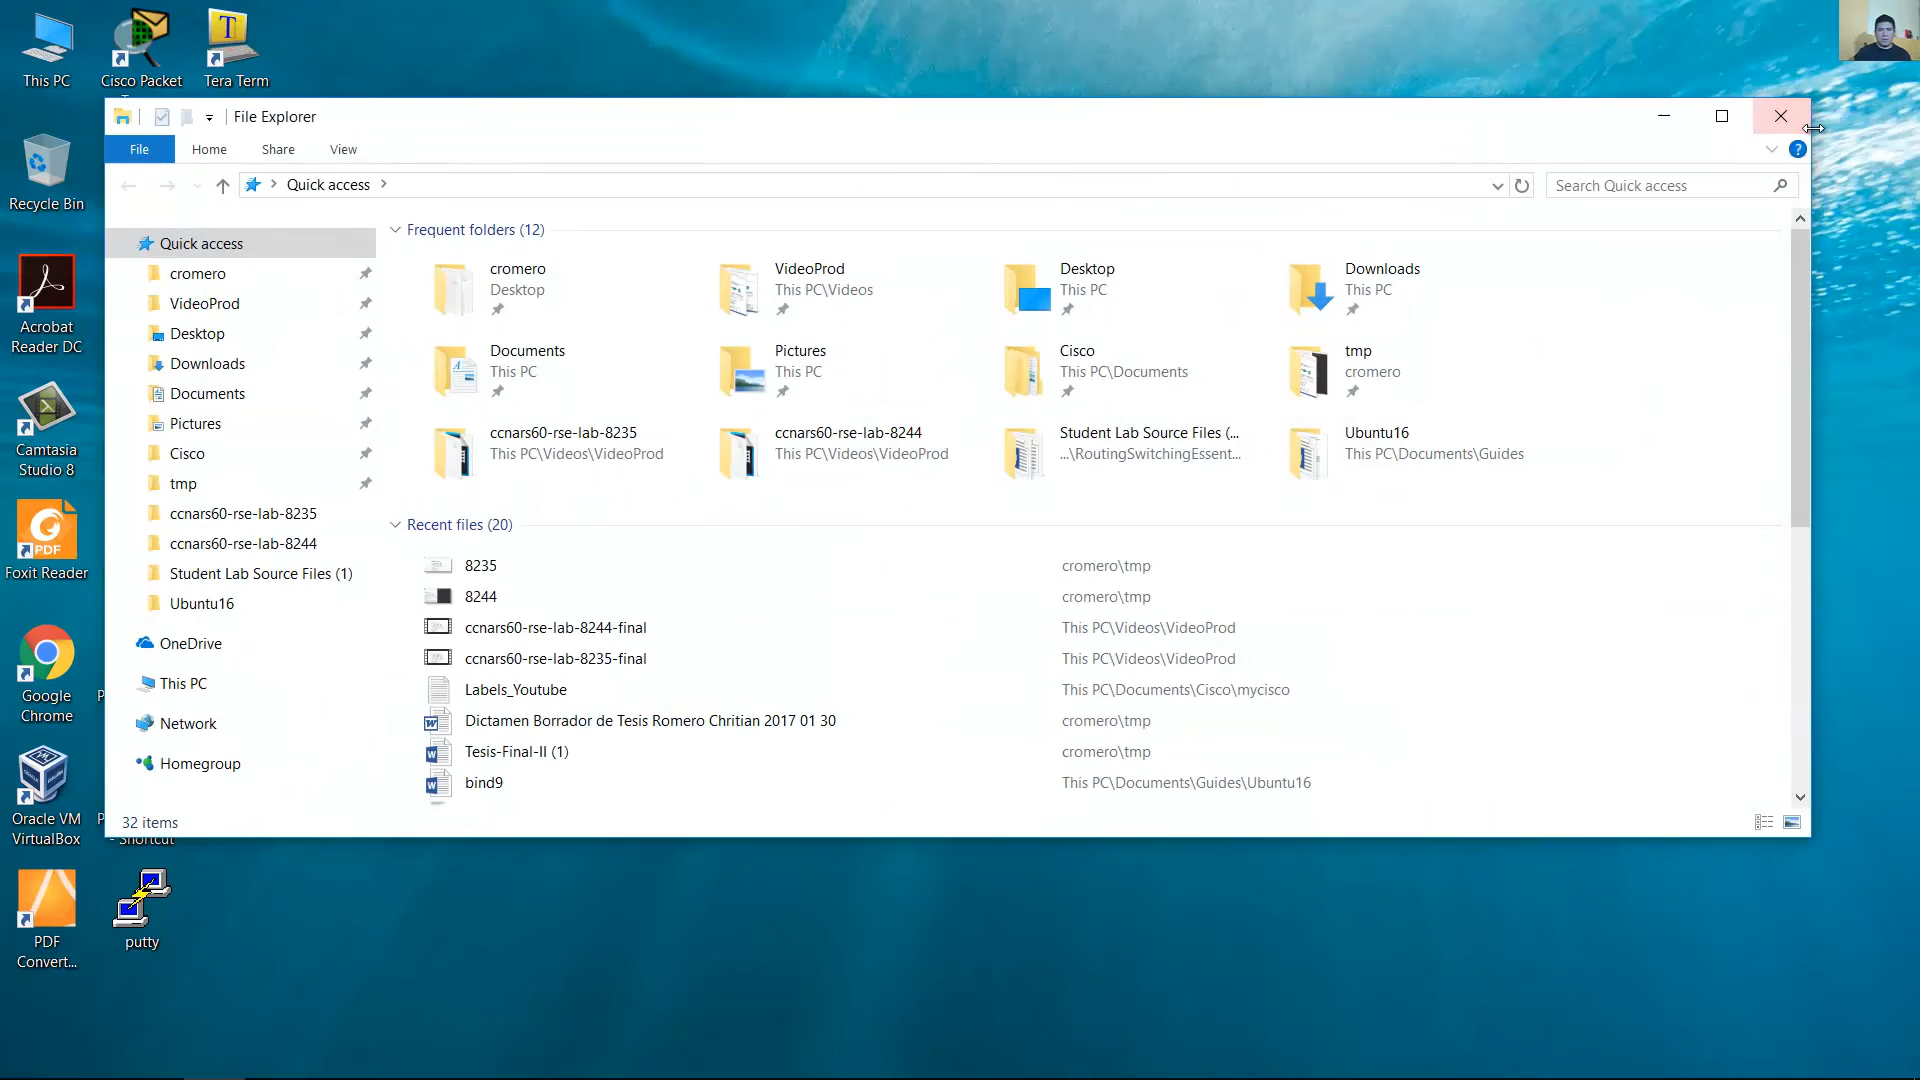 This PC
Cisco Packet
Tera Term
Recycle Bin
Acrobat
Reader DC
Camtasia
Studio 8
PDF
Foxit Reader
Google
Chrome
Oracle VM
VirtualBox
- Shortcut
PDF
Convert...
putty
File Explorer
File
Home
Share
View
Quick access
Search Quick access
Quick access
cromero
VideoProd
Desktop
Downloads
Documents
Pictures
Cisco
tmp
ccnars60-rse-lab-8235
ccnars60-rse-lab-8244
Student Lab Source Files (1)
Ubuntu16
OneDrive
This PC
Network
Homegroup
Frequent folders (12)
cromero
Desktop
VideoProd
This PC\Videos
Desktop
This PC
Downloads
This PC
Documents
This PC
Pictures
This PC
Cisco
This PC\Documents
tmp
cromero
ccnars60-rse-lab-8235
This PC\Videos\VideoProd
ccnars60-rse-lab-8244
This PC\Videos\VideoProd
Student Lab Source Files (...
...\RoutingSwitchingEssent...
Ubuntu16
This PC\Documents\Guides
Recent files (20)
8235 cromero\tmp
8244 cromero\tmp
ccnars60-rse-lab-8244-final This PC\Videos\VideoProd
ccnars60-rse-lab-8235-final This PC\Videos\VideoProd
Labels_Youtube This PC\Documents\Cisco\mycisco
Dictamen Borrador de Tesis Romero Chritian 2017 01 30 cromero\tmp
Tesis-Final-II (1) cromero\tmp
bind9 This PC\Documents\Guides\Ubuntu16
32 items